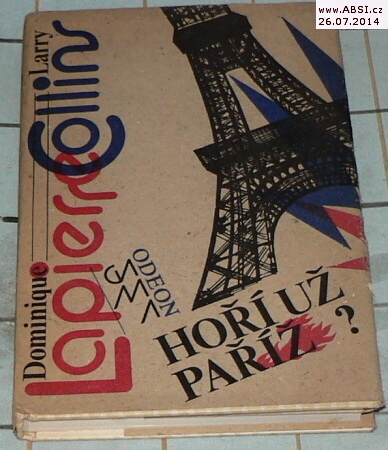 www.ABSI.cz
26.07.2014
Dominique
Lapierre
Larry
Collins
GAMA
ODEON
HOŘÍ UŽ
PAŘÍŽ ?